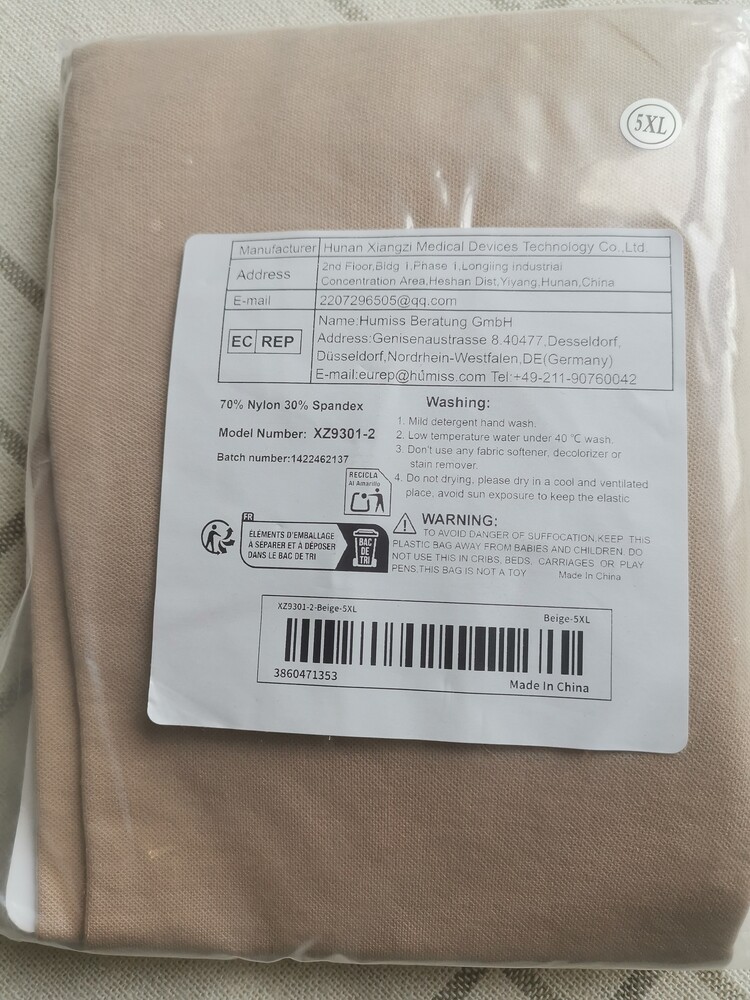 5XL
Manufacturer Hunan Xiangzi Medical Devices Technology Co.,Ltd.
Address 2nd Floor,Bldg 1,Phase 1,Longling industrial
Concentration Area,Heshan Dist,Yiyang,Hunan,China
E-mail 2207296505@qq.com
EC REP
Name:Humiss Beratung GmbH
Address:Genisenaustrasse 8.40477,Desseldorf,
Düsseldorf,Nordrhein-Westfalen,DE(Germany)
E-mail:eurep@humiss.com Tel:+49-211-90760042
70% Nylon 30% Spandex
Model Number: XZ9301-2
Batch number:1422462137
Washing:
1. Mild detergent hand wash.
2. Low temperature water under 40 ℃ wash.
3. Don't use any fabric softener, decolorizer or
stain remover.
4. Do not drying, please dry in a cool and ventilated
place, avoid sun exposure to keep the elastic
RECICLA
Al Amarillo
FR
ÉLÉMENTS D'EMBALLAGE
À SÉPARER ET À DÉPOSER
DANS LE BAC DE TRI
BAC
DE
TRI
WARNING:
TO AVOID DANGER OF SUFFOCATION,KEEP THIS
PLASTIC BAG AWAY FROM BABIES AND CHILDREN. DO
NOT USE THIS IN CRIBS, BEDS, CARRIAGES OR PLAY
PENS,THIS BAG IS NOT A TOY Made In China
XZ9301-2-Beige-5XL
Beige-5XL
3860471353
Made In China